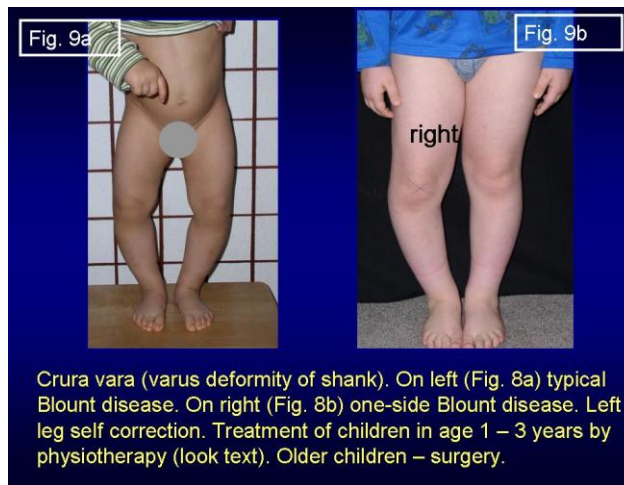 Fig. 9a
Fig. 9b
right
Crura vara (varus deformity of shank). On left (Fig. 8a) typical
Blount disease. On right (Fig. 8b) one-side Blount disease. Left
leg self correction. Treatment of children in age 1 – 3 years by
physiotherapy (look text). Older children – surgery.